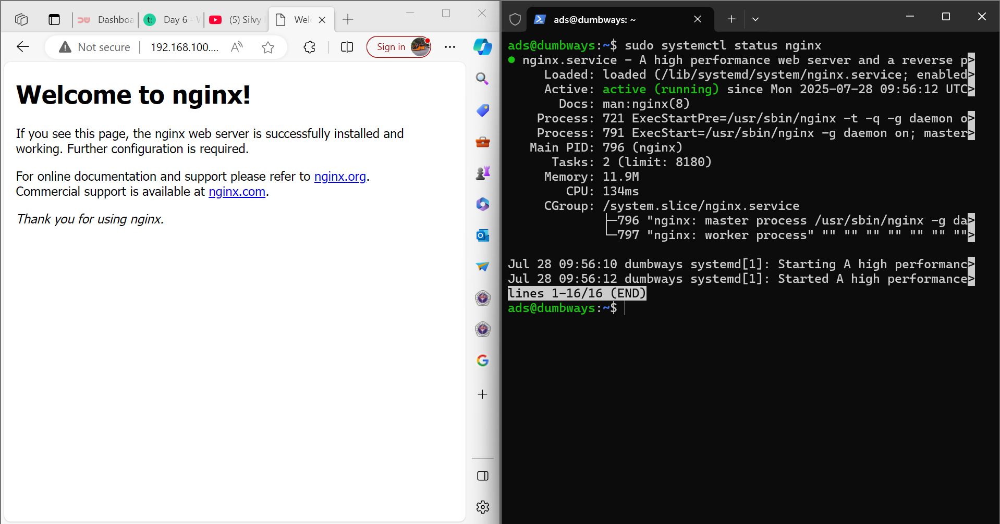 Dashboa
Day 6 - W
(5) Silvy
Welc
Not secure
192.168.100....
Sign in
Welcome to nginx!
If you see this page, the nginx web server is successfully installed and
working. Further configuration is required.
For online documentation and support please refer to nginx.org.
Commercial support is available at nginx.com.
Thank you for using nginx.
ads@dumbways: ~
ads@dumbways:~$ sudo systemctl status nginx
● nginx.service - A high performance web server and a reverse p>
Loaded: loaded (/lib/systemd/system/nginx.service; enabled>
Active: active (running) since Mon 2025-07-28 09:56:12 UTC>
Docs: man:nginx(8)
Process: 721 ExecStartPre=/usr/sbin/nginx -t -q -g daemon o>
Process: 791 ExecStart=/usr/sbin/nginx -g daemon on; master>
Main PID: 796 (nginx)
Tasks: 2 (limit: 8180)
Memory: 11.9M
CPU: 134ms
CGroup: /system.slice/nginx.service
├─796 "nginx: master process /usr/sbin/nginx -g da>
└─797 "nginx: worker process" "" "" "" "" "" "" "">
Jul 28 09:56:10 dumbways systemd[1]: Starting A high performanc>
Jul 28 09:56:12 dumbways systemd[1]: Started A high performance>
lines 1-16/16 (END)
ads@dumbways:~$